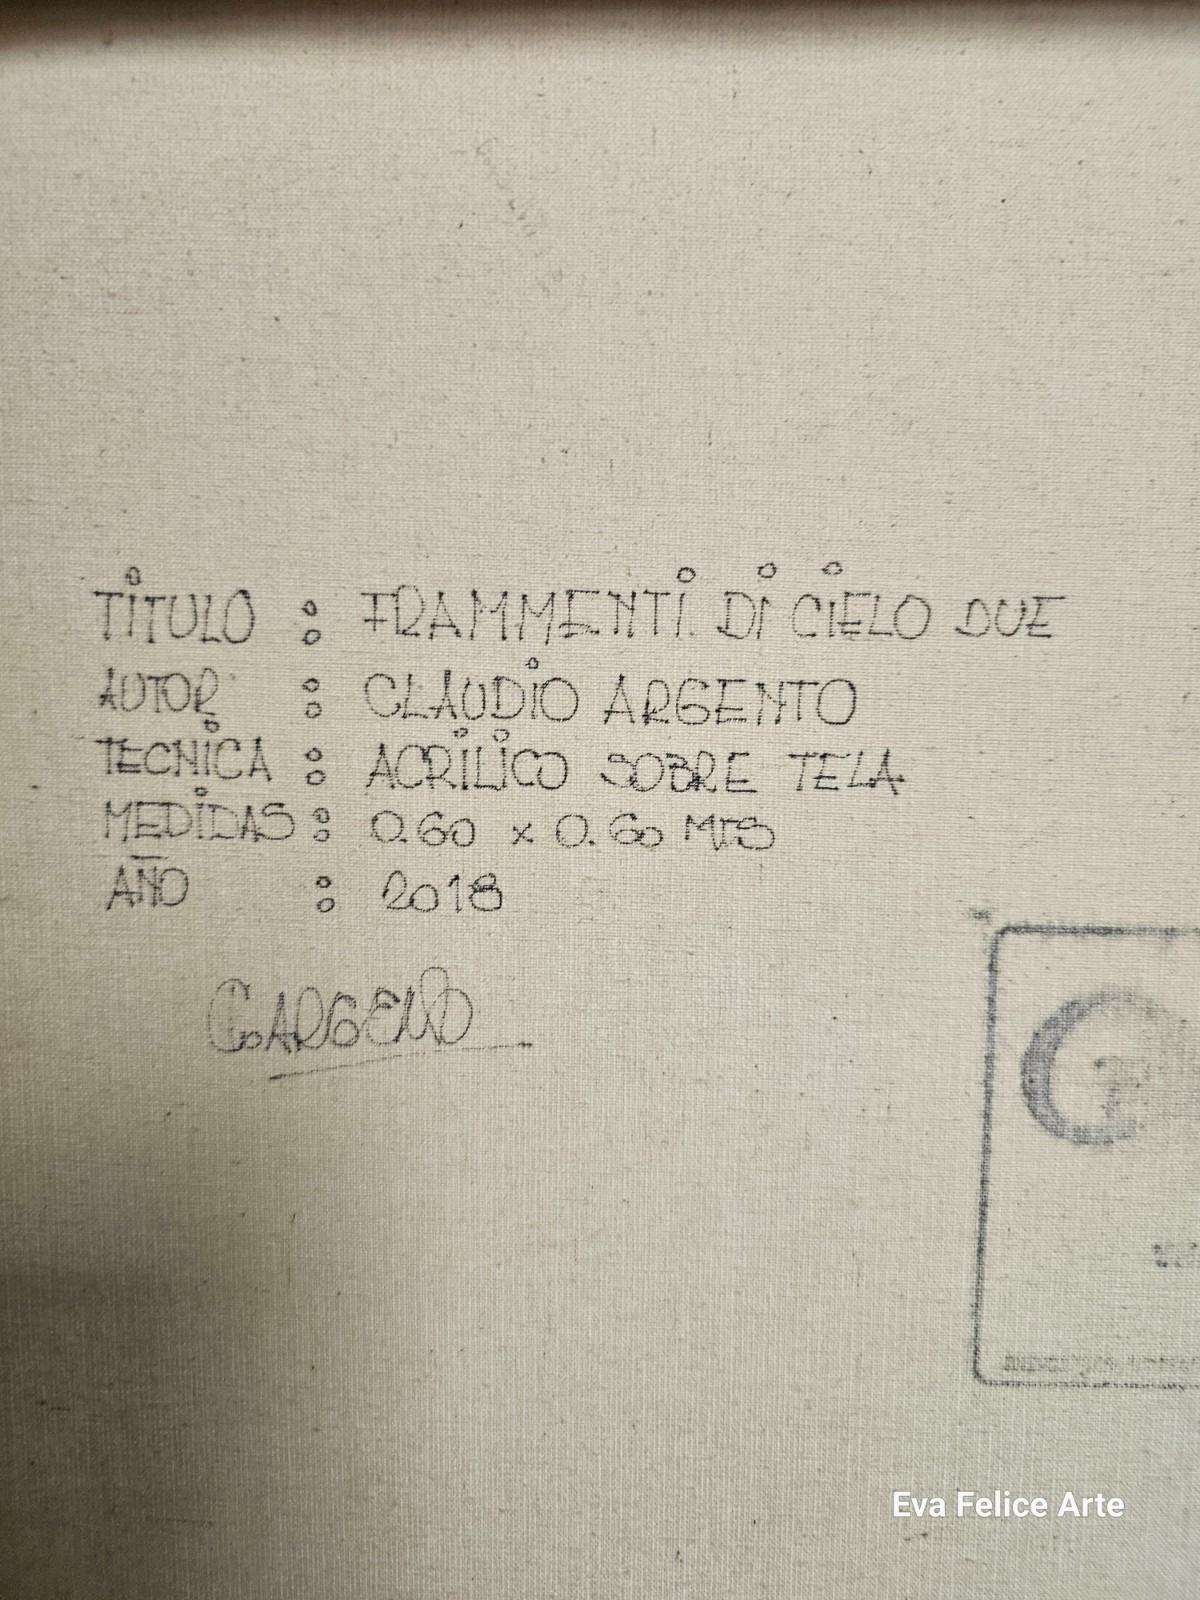 TiTULO : FRAMMENTi Di CiELO DUE
AUTOR : CLAUDiO ARGENTO
TECNiCA : ACRiLiCO SOBRE TELA
MEDiDAS : 0.60 x 0.60 MTS
AÑO : 2018
C. ARGENTO
Eva Felice Arte